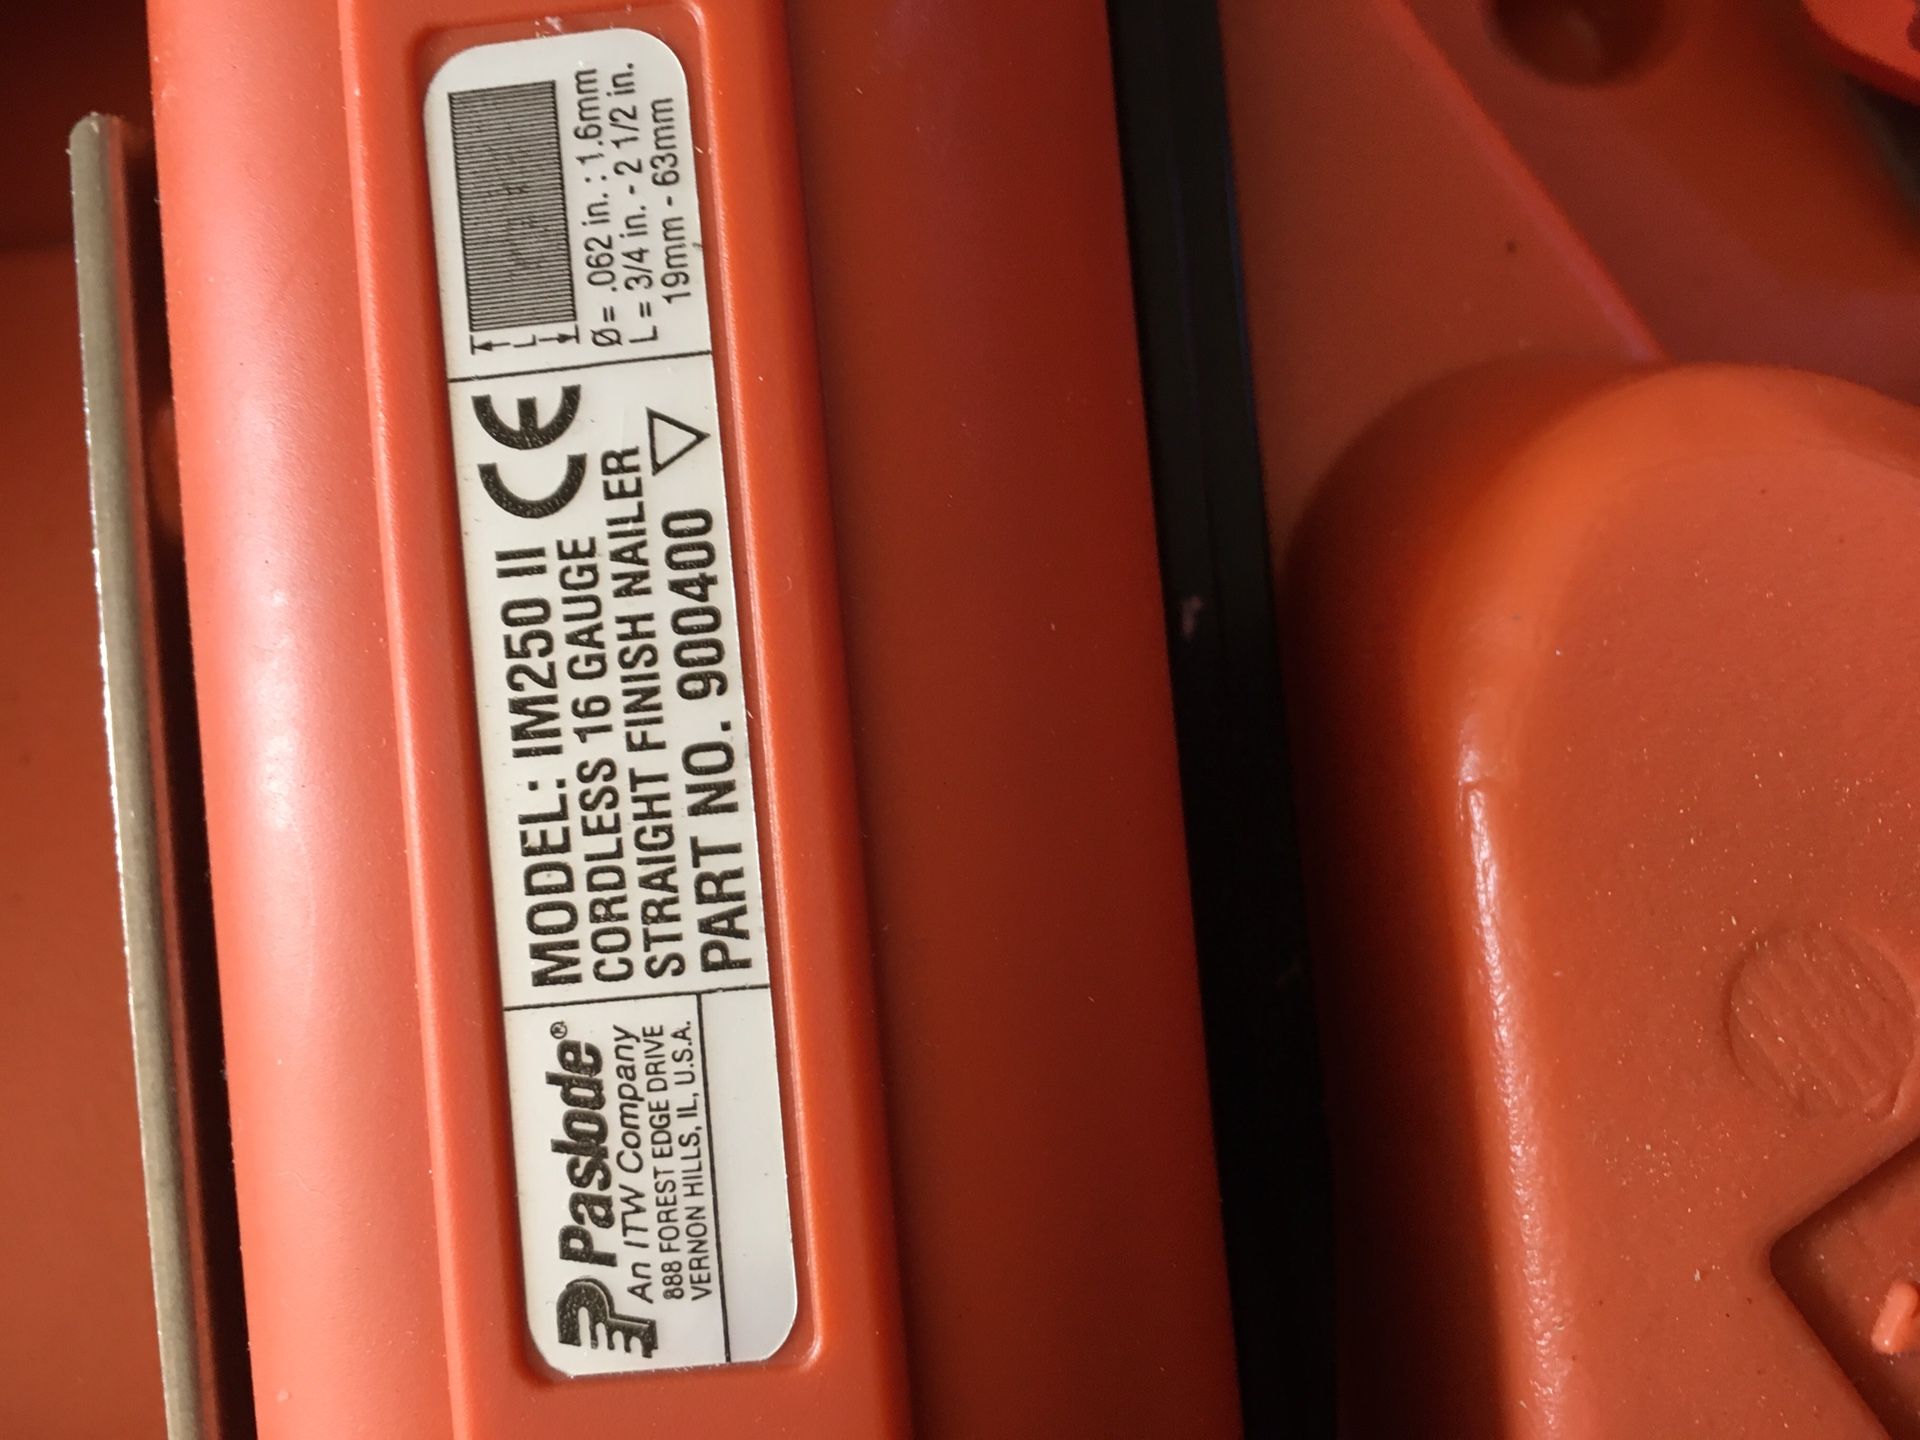 Paslode®
An ITW Company
888 FOREST EDGE DRIVE
VERNON HILLS, IL, U.S.A.
MODEL: IM250 II CE
CORDLESS 16 GAUGE
STRAIGHT FINISH NAILER
PART NO. 900400
L
Ø = .062 in. : 1.6mm
L = 3/4 in. - 2 1/2 in.
19mm - 63mm